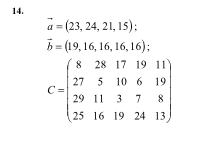 14.
a = (23, 24, 21, 15);
b = (19, 16, 16, 16, 16);
8 28 17 19 11
27 5 10 6 19
C = 29 11 3 7 8
25 16 19 24 13